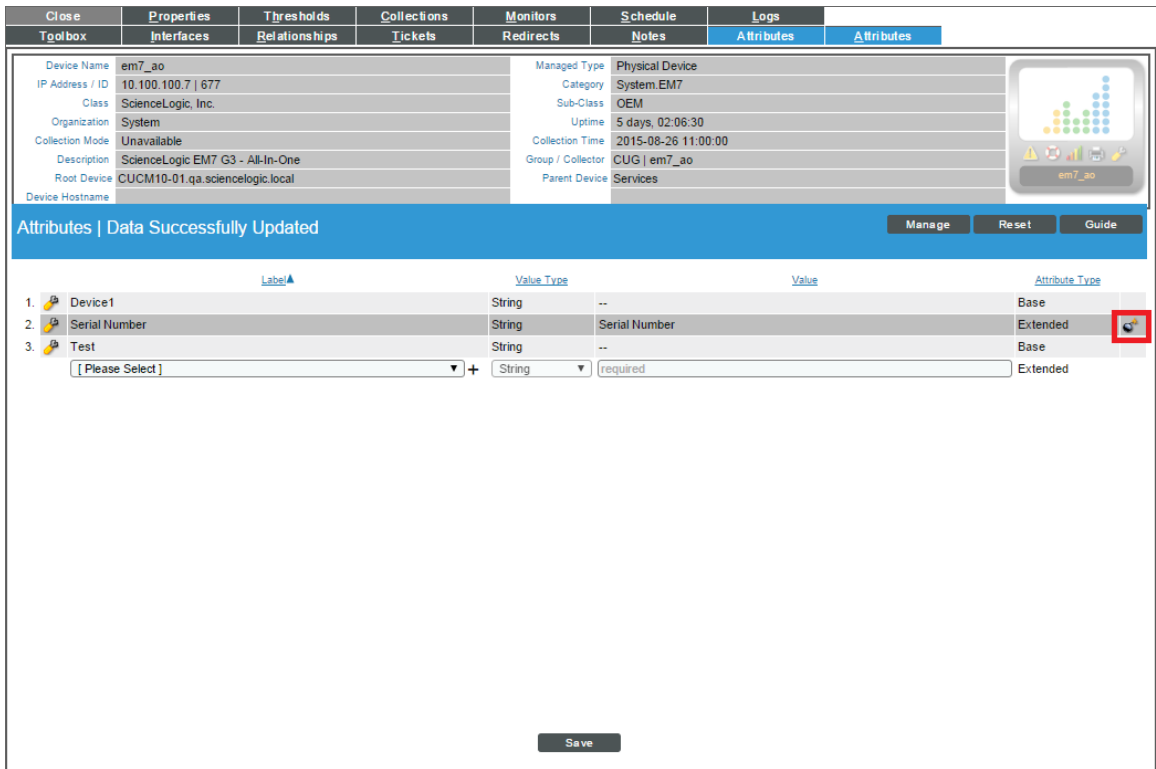 Close Properties Thresholds Collections Monitors Schedule Logs
Toolbox Interfaces Relationships Tickets Redirects Notes Attributes Attributes
Device Name em7_ao Managed Type Physical Device
IP Address / ID 10.100.100.7 | 677 Category System.EM7
Class ScienceLogic, Inc. Sub-Class OEM
Organization System Uptime 5 days, 02:06:30
Collection Mode Unavailable Collection Time 2015-08-26 11:00:00
Description ScienceLogic EM7 G3 - All-In-One Group / Collector CUG | em7_ao
Root Device CUCM10-01.qa.sciencelogic.local Parent Device Services
Device Hostname
em7_ao
Attributes | Data Successfully Updated Manage Reset Guide
Label Value Type Value Attribute Type
1. Device1 String -- Base
2. Serial Number String Serial Number Extended
3. Test String -- Base
[ Please Select ] + String required Extended
Save